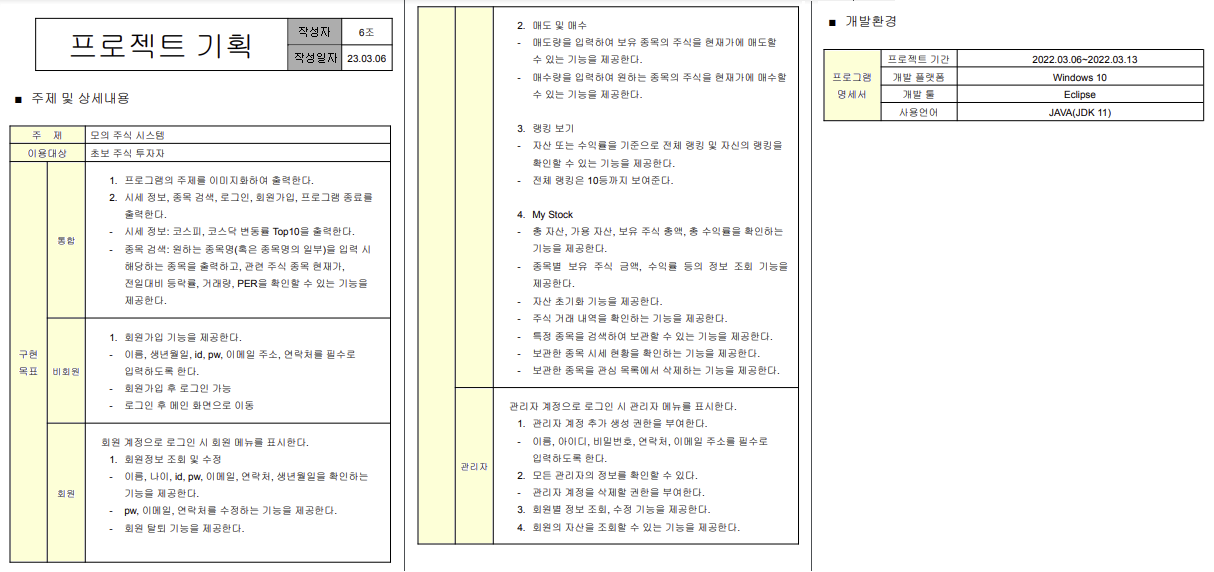 프로젝트 기획
작성자
6조
작성일자
23.03.06
■ 주제 및 상세내용
주 제
모의 주식 시스템
이용대상
초보 주식 투자자
구현
목표
통합
1. 프로그램의 주제를 이미지화하여 출력한다.
2. 시세 정보, 종목 검색, 로그인, 회원가입, 프로그램 종료를
출력한다.
- 시세 정보: 코스피, 코스닥 변동률 Top10을 출력한다.
- 종목 검색: 원하는 종목명(혹은 종목명의 일부)을 입력 시
해당하는 종목을 출력하고, 관련 주식 종목 현재가,
전일대비 등락률, 거래량, PER을 확인할 수 있는 기능을
제공한다.
비회원
1. 회원가입 기능을 제공한다.
- 이름, 생년월일, id, pw, 이메일 주소, 연락처를 필수로
입력하도록 한다.
- 회원가입 후 로그인 가능
- 로그인 후 메인 화면으로 이동
회원
회원 계정으로 로그인 시 회원 메뉴를 표시한다.
1. 회원정보 조회 및 수정
- 이름, 나이, id, pw, 이메일, 연락처, 생년월일을 확인하는
기능을 제공한다.
- pw, 이메일, 연락처를 수정하는 기능을 제공한다.
- 회원 탈퇴 기능을 제공한다.
2. 매도 및 매수
- 매도량을 입력하여 보유 종목의 주식을 현재가에 매도할
수 있는 기능을 제공한다.
- 매수량을 입력하여 원하는 종목의 주식을 현재가에 매수할
수 있는 기능을 제공한다.
3. 랭킹 보기
- 자산 또는 수익률을 기준으로 전체 랭킹 및 자신의 랭킹을
확인할 수 있는 기능을 제공한다.
- 전체 랭킹은 10등까지 보여준다.
4. My Stock
- 총 자산, 가용 자산, 보유 주식 총액, 총 수익률을 확인하는
기능을 제공한다.
- 종목별 보유 주식 금액, 수익률 등의 정보 조회 기능을
제공한다.
- 자산 초기화 기능을 제공한다.
- 주식 거래 내역을 확인하는 기능을 제공한다.
- 특정 종목을 검색하여 보관할 수 있는 기능을 제공한다.
- 보관한 종목 시세 현황을 확인하는 기능을 제공한다.
- 보관한 종목을 관심 목록에서 삭제하는 기능을 제공한다.
관리자
관리자 계정으로 로그인 시 관리자 메뉴를 표시한다.
1. 관리자 계정 추가 생성 권한을 부여한다.
- 이름, 아이디, 비밀번호, 연락처, 이메일 주소를 필수로
입력하도록 한다.
2. 모든 관리자의 정보를 확인할 수 있다.
- 관리자 계정을 삭제할 권한을 부여한다.
3. 회원별 정보 조회, 수정 기능을 제공한다.
4. 회원의 자산을 조회할 수 있는 기능을 제공한다.
■ 개발환경
프로그램
명세서
프로젝트 기간
2022.03.06~2022.03.13
개발 플랫폼
Windows 10
개발 툴
Eclipse
사용언어
JAVA(JDK 11)